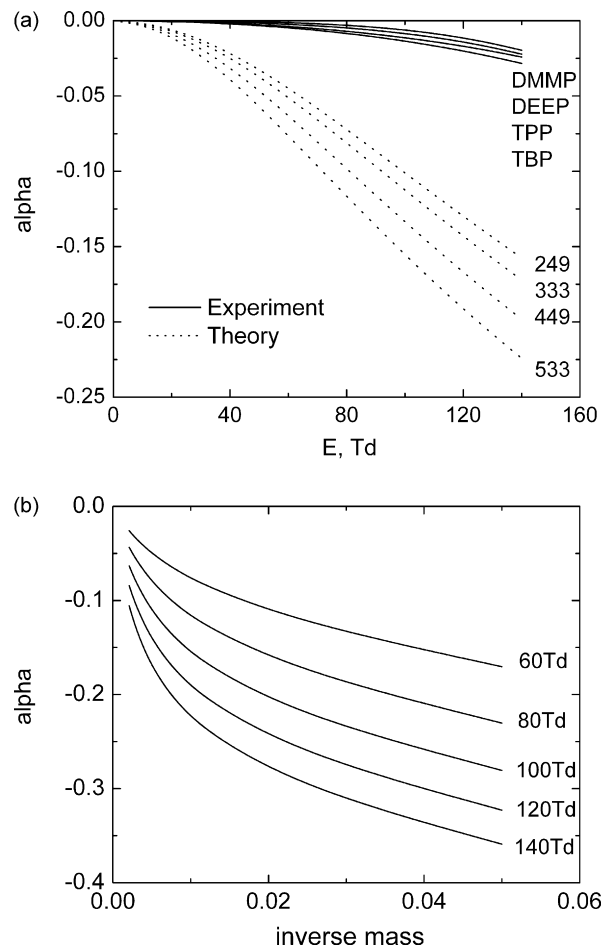 (a)
0.00
-0.05
-0.10
-0.15
-0.20
-0.25
alpha
DMMP
DEEP
TPP
TBP
249
333
449
533
Experiment
Theory
0
40
80
120
160
E, Td
(b)
0.0
-0.1
-0.2
-0.3
-0.4
alpha
60Td
80Td
100Td
120Td
140Td
0.00
0.02
0.04
0.06
inverse mass